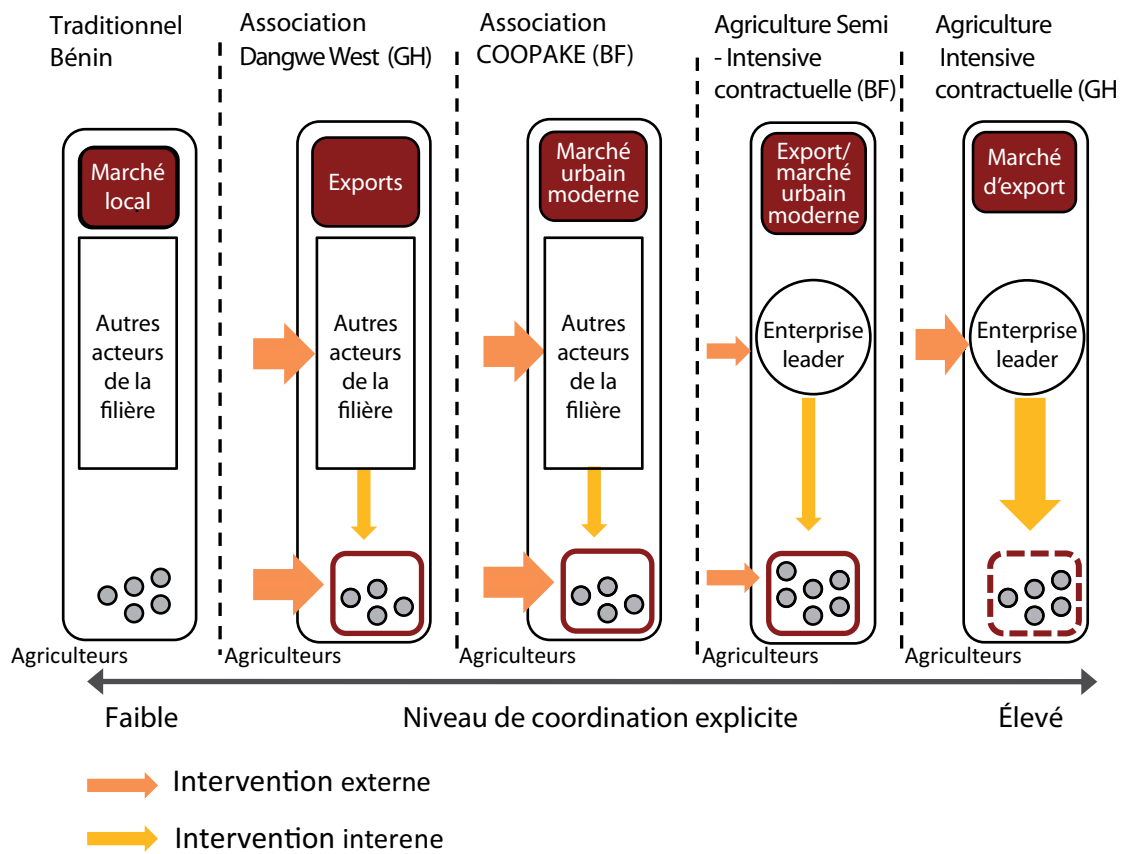 Traditionnel
Bénin
Association
Dangwe West (GH)
Association
COOPAKE (BF)
Agriculture Semi
- Intensive
contractuelle (BF)
Agriculture
Intensive
contractuelle (GH
Marché
local
Exports
Marché
urbain
moderne
Export/
marché
urbain
moderne
Marché
d'export
Autres
acteurs
de la
filière
Autres
acteurs
de la
filière
Autres
acteurs
de la
filière
Enterprise
leader
Enterprise
leader
Agriculteurs
Agriculteurs
Agriculteurs
Agriculteurs
Agriculteurs
Faible
Niveau de coordination explicite
Élevé
Intervention externe
Intervention interene